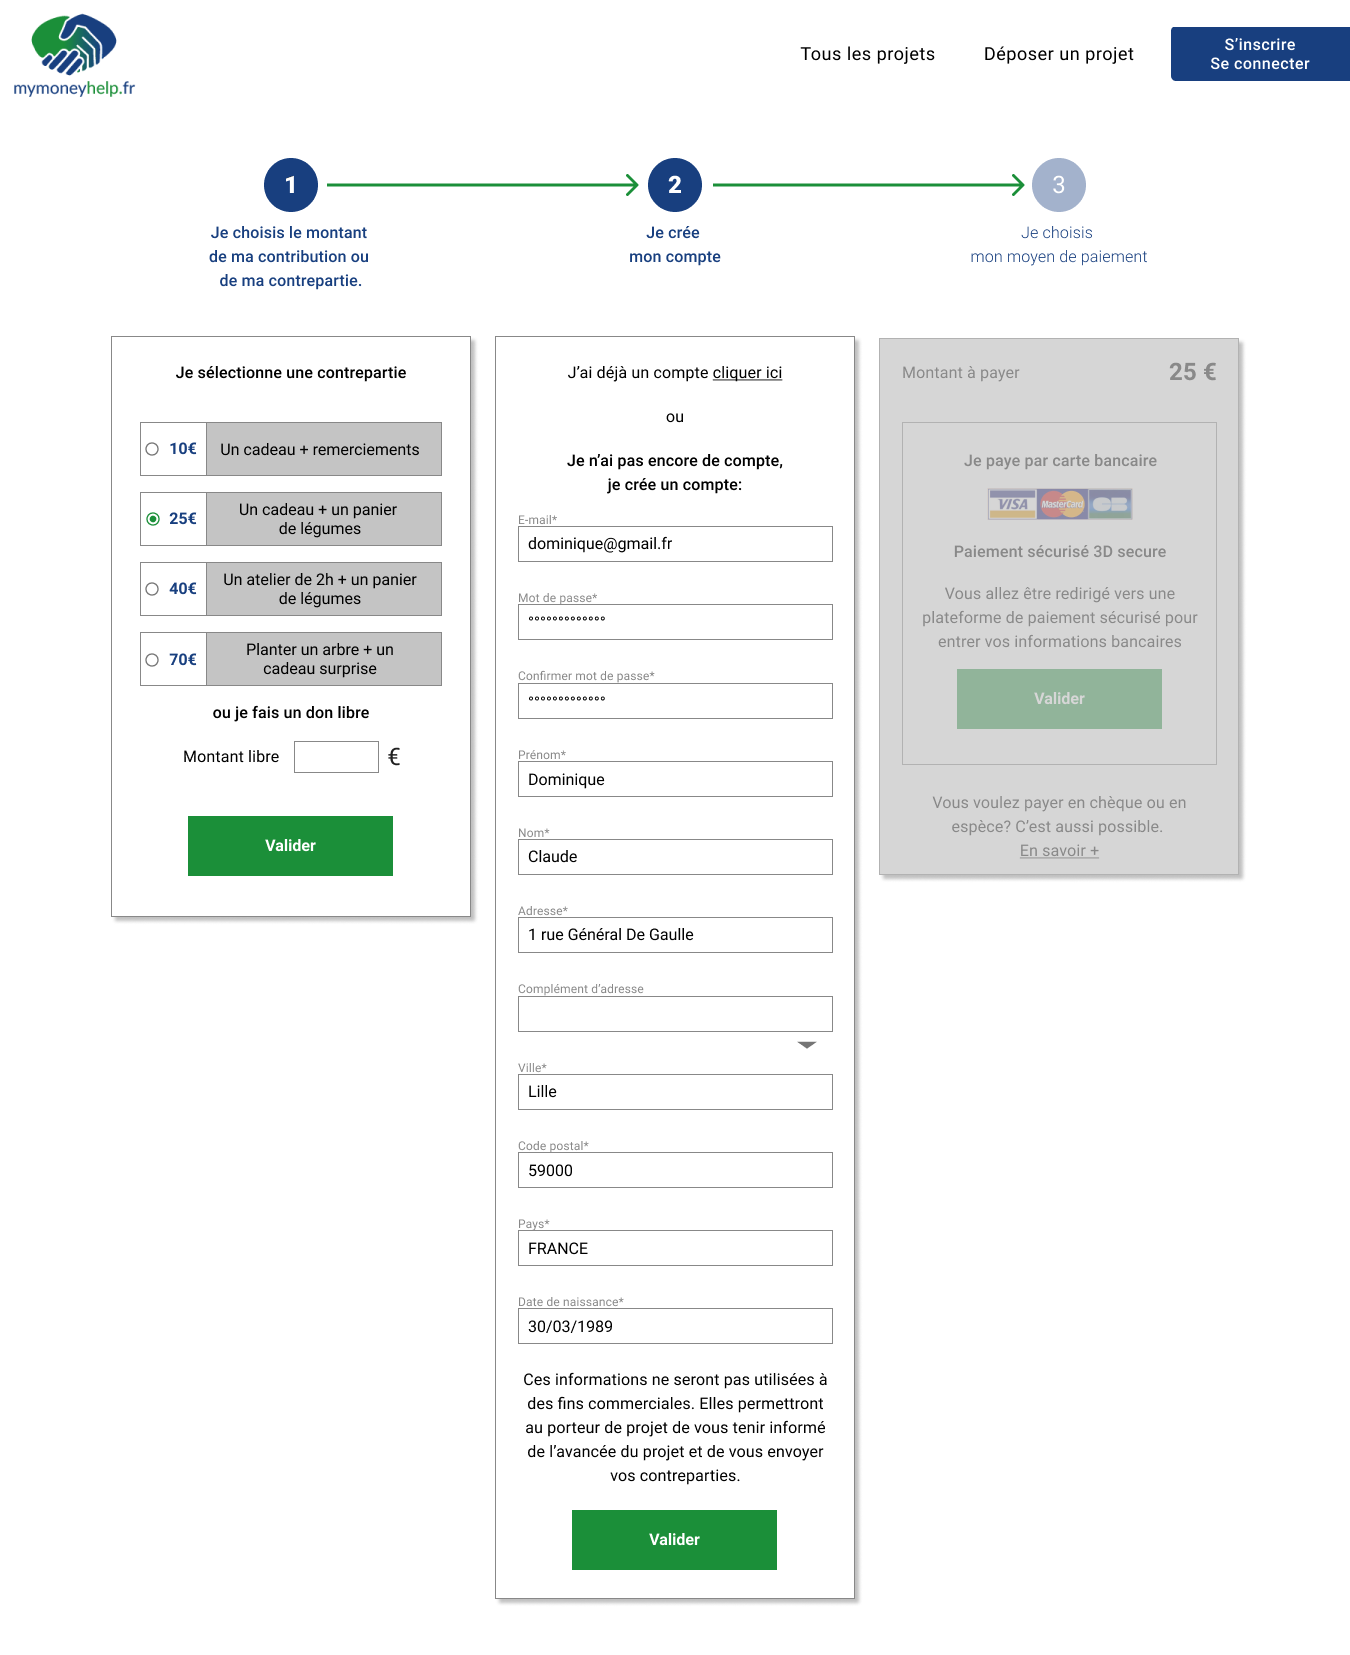 mymoneyhelp.fr
Tous les projets
Déposer un projet
S'inscrire
Se connecter
1
2
3
Je choisis le montant
de ma contribution ou
de ma contrepartie.
Je crée
mon compte
Je choisis
mon moyen de paiement
Je sélectionne une contrepartie
10€
Un cadeau + remerciements
25€
Un cadeau + un panier
de légumes
40€
Un atelier de 2h + un panier
de légumes
70€
Planter un arbre + un
cadeau surprise
ou je fais un don libre
Montant libre €
Valider
J'ai déjà un compte cliquer ici
ou
Je n'ai pas encore de compte,
je crée un compte:
E-mail*
dominique@gmail.fr
Mot de passe*
°°°°°°°°°°°°°
Confirmer mot de passe*
°°°°°°°°°°°°°
Prénom*
Dominique
Nom*
Claude
Adresse*
1 rue Général De Gaulle
Complément d'adresse
Ville*
Lille
Code postal*
59000
Pays*
FRANCE
Date de naissance*
30/03/1989
Ces informations ne seront pas utilisées à
des fins commerciales. Elles permettront
au porteur de projet de vous tenir informé
de l'avancée du projet et de vous envoyer
vos contreparties.
Valider
Montant à payer 25 €
Je paye par carte bancaire
VISA MasterCard CB
Paiement sécurisé 3D secure
Vous allez être redirigé vers une
plateforme de paiement sécurisé pour
entrer vos informations bancaires
Valider
Vous voulez payer en chèque ou en
espèce? C'est aussi possible.
En savoir +